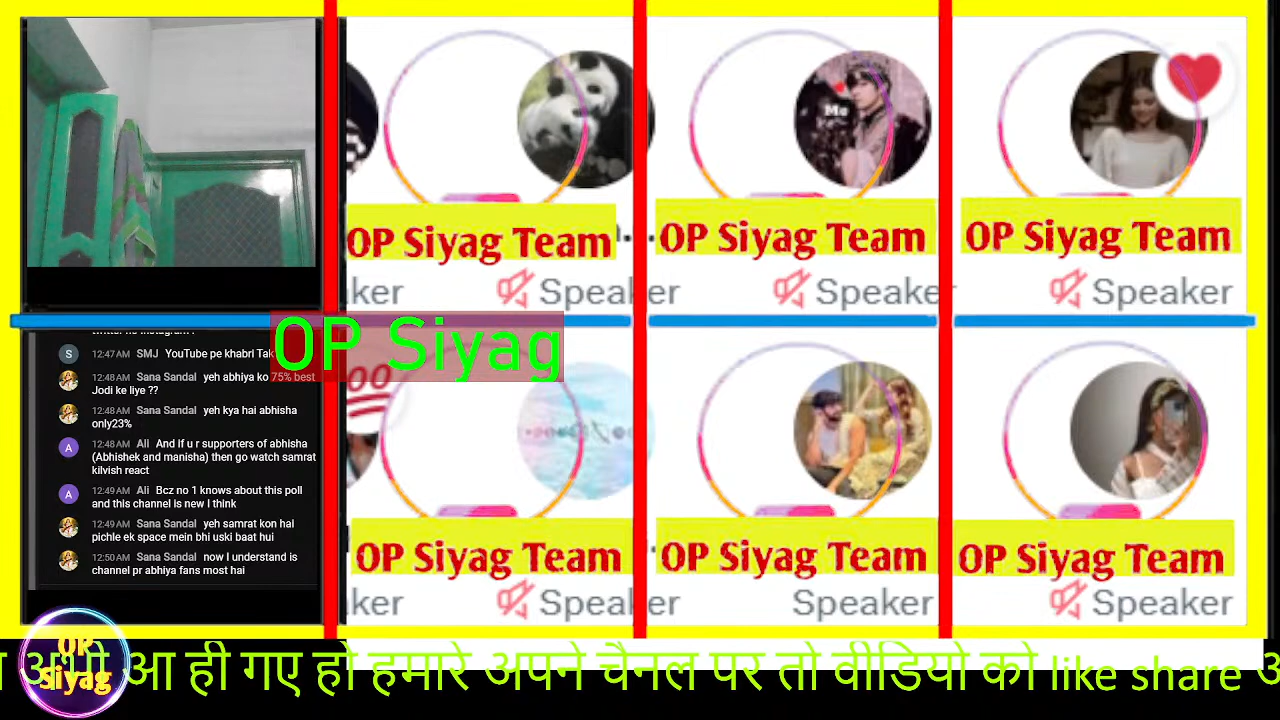 Me
OP Siyag Team
OP Siyag Team
OP Siyag Team
ker
Speaker
Speaker
Speaker
OP Siyag
12:47AM SMJ YouTube pe khabri Tak
12:48AM Sana Sandal yeh abhiya ko 75% best
Jodi ke liye ??
12:48AM Sana Sandal yeh kya hai abhisha
only23%
12:48AM Ali And If u r supporters of abhisha
(Abhishek and manisha) then go watch samrat
kilvish react
12:49AM Ali Bcz no 1 knows about this poll
and this channel is new I think
12:49AM Sana Sandal yeh samrat kon hai
pichle ek space mein bhi uski baat hui
12:50AM Sana Sandal now I understand is
channel pr abhiya fans most hai
S
A
A
OP Siyag Team
OP Siyag Team
OP Siyag Team
ker
Speaker
Speaker
Speaker
OP
Siyag
आ ही गए हो हमारे अपने चैनल पर तो वीडियो को like share